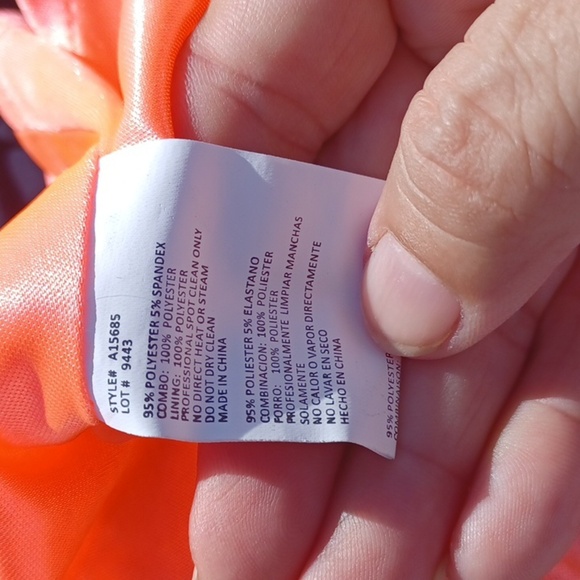 STYLE# A15685
LOT # 9443
95% POLYESTER 5% SPANDEX
COMBO: 100% POLYESTER
LINING: 100% POLYESTER
PROFESSIONAL SPOT CLEAN ONLY
NO DIRECT HEAT OR STEAM
DO NOT DRY CLEAN
MADE IN CHINA
95% POLLIESTER 5% ELASTANO
COMBINACION: 100% POLIESTER
FORRO: 100% POLIESTER
PROFESIONALMENTE LIMPIAR MANCHAS
SOLAMENTE
NO CALOR O VAPOR DIRECTAMENTE
NO LAVAR EN SECO
HECHO EN CHINA
95% POLYESTER